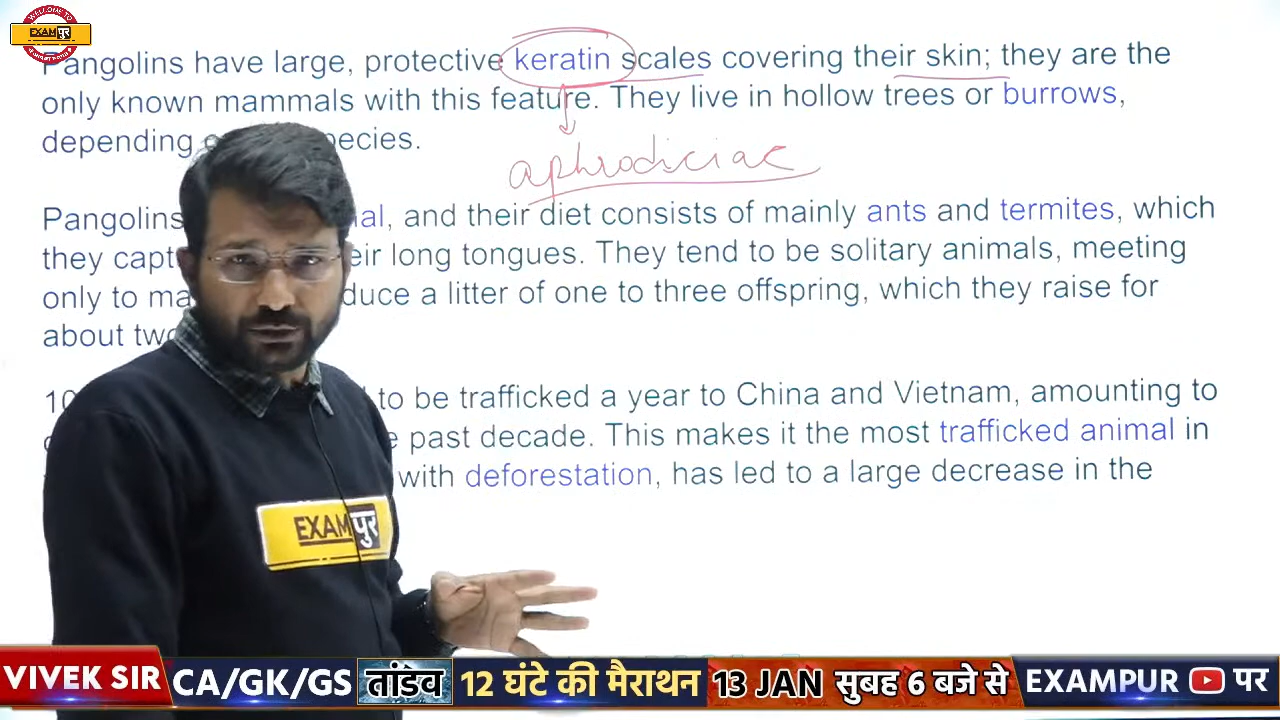 WELCOME TO
EXAMपुर
Pangolins have large, protective keratin scales covering their skin; they are the
only known mammals with this feature. They live in hollow trees or burrows,
depending species.
aphrodiciac
Pangolins al, and their diet consists of mainly ants and termites, which
they capt eir long tongues. They tend to be solitary animals, meeting
only to ma duce a litter of one to three offspring, which they raise for
about two
10 to be trafficked a year to China and Vietnam, amounting to
e past decade. This makes it the most trafficked animal in
with deforestation, has led to a large decrease in the
EXAMपुर
VIVEK SIR CA/GK/GS तांडव 12 घंटे की मैराथन 13 JAN सुबह 6 बजे से EXAMPUR पर